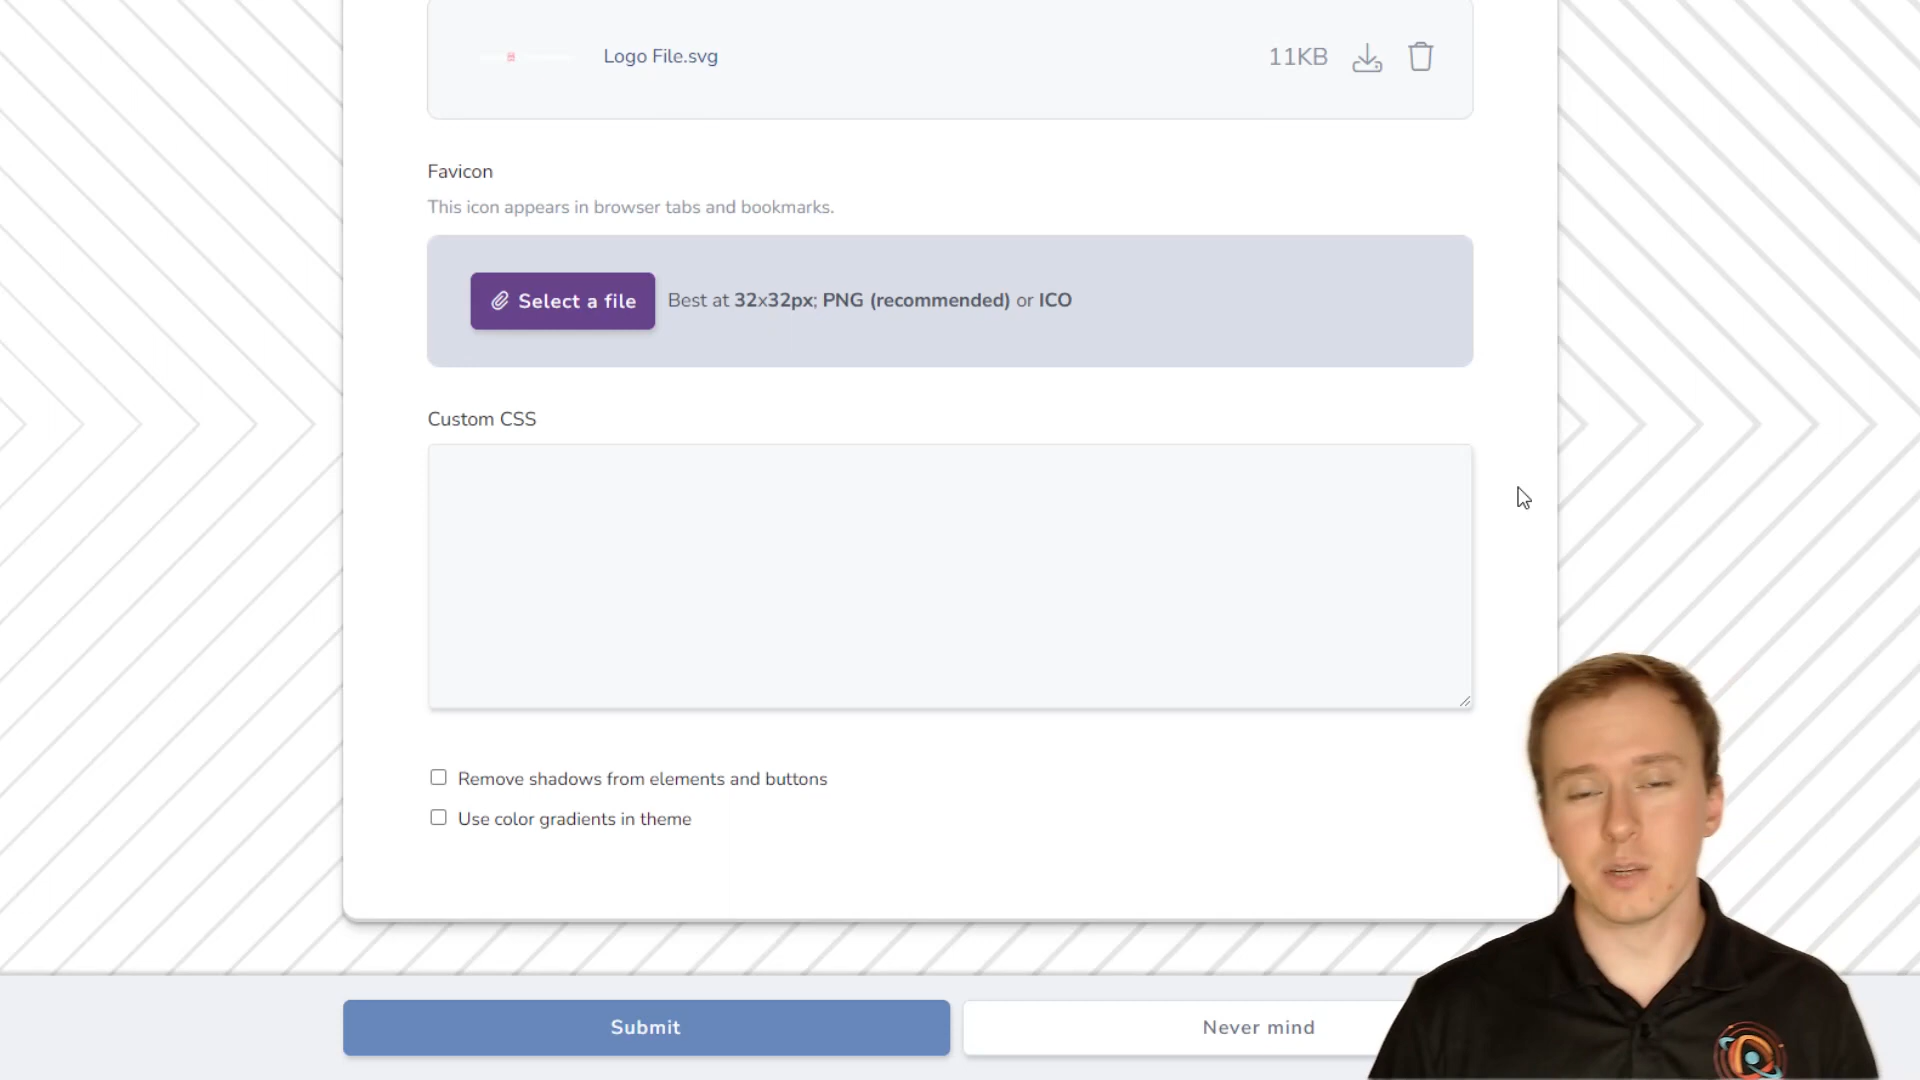 Logo File.svg
11KB
Favicon
This icon appears in browser tabs and bookmarks.
Select a file
Best at 32x32px; PNG (recommended) or ICO
Custom CSS
Remove shadows from elements and buttons
Use color gradients in theme
Submit
Never mind